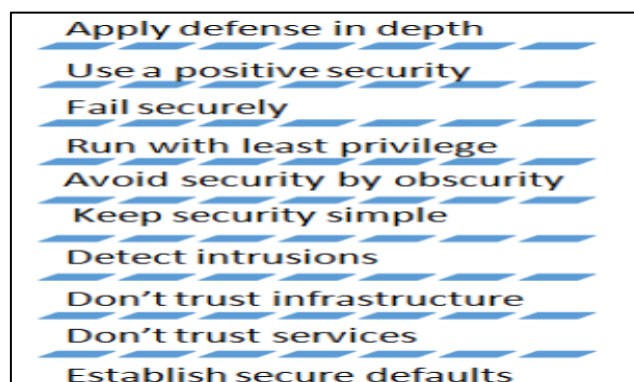 Apply defense in depth
Use a positive security
Fail securely
Run with least privilege
Avoid security by obscurity
Keep security simple
Detect intrusions
Don't trust infrastructure
Don't trust services
Establish secure defaults